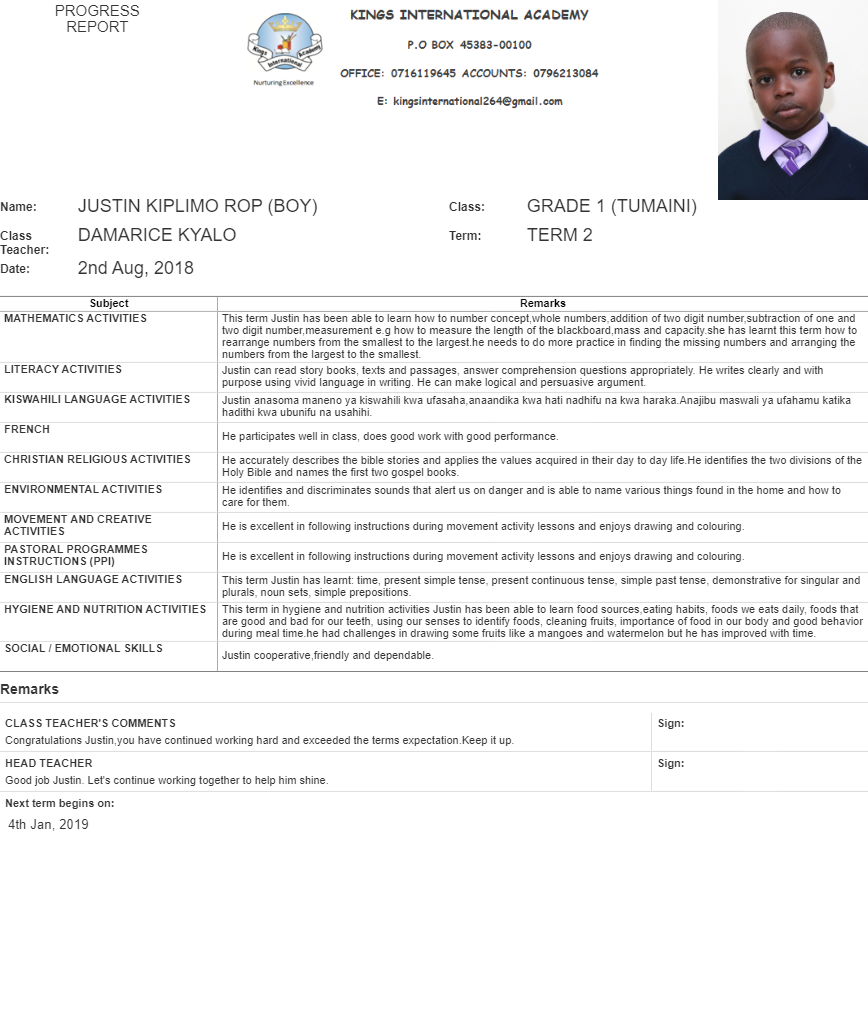 PROGRESS
REPORT
KINGS INTERNATIONAL ACADEMY
P.O BOX 45383-00100
OFFICE: 0716119645 ACCOUNTS: 0796213084
E: kingsinternational264@gmail.com
Kings Academy
International
Nurturing Excellence
Name: JUSTIN KIPLIMO ROP (BOY) Class: GRADE 1 (TUMAINI)
Class
Teacher: DAMARICE KYALO Term: TERM 2
Date: 2nd Aug, 2018
Subject Remarks
MATHEMATICS ACTIVITIES
This term Justin has been able to learn how to number concept,whole numbers,addition of two digit number,subtraction of one and
two digit number,measurement e.g how to measure the length of the blackboard,mass and capacity.she has learnt this term how to
rearrange numbers from the smallest to the largest.he needs to do more practice in finding the missing numbers and arranging the
numbers from the largest to the smallest.
LITERACY ACTIVITIES
Justin can read story books, texts and passages, answer comprehension questions appropriately. He writes clearly and with
purpose using vivid language in writing. He can make logical and persuasive argument.
KISWAHILI LANGUAGE ACTIVITIES
Justin anasoma maneno ya kiswahili kwa ufasaha,anaandika kwa hati nadhifu na kwa haraka.Anajibu maswali ya ufahamu katika
hadithi kwa ubunifu na usahihi.
FRENCH
He participates well in class, does good work with good performance.
CHRISTIAN RELIGIOUS ACTIVITIES
He accurately describes the bible stories and applies the values acquired in their day to day life.He identifies the two divisions of the
Holy Bible and names the first two gospel books.
ENVIRONMENTAL ACTIVITIES
He identifies and discriminates sounds that alert us on danger and is able to name various things found in the home and how to
care for them.
MOVEMENT AND CREATIVE
ACTIVITIES
He is excellent in following instructions during movement activity lessons and enjoys drawing and colouring.
PASTORAL PROGRAMMES
INSTRUCTIONS (PPI)
He is excellent in following instructions during movement activity lessons and enjoys drawing and colouring.
ENGLISH LANGUAGE ACTIVITIES
This term Justin has learnt: time, present simple tense, present continuous tense, simple past tense, demonstrative for singular and
plurals, noun sets, simple prepositions.
HYGIENE AND NUTRITION ACTIVITIES
This term in hygiene and nutrition activities Justin has been able to learn food sources,eating habits, foods we eats daily, foods that
are good and bad for our teeth, using our senses to identify foods, cleaning fruits, importance of food in our body and good behavior
during meal time.he had challenges in drawing some fruits like a mangoes and watermelon but he has improved with time.
SOCIAL / EMOTIONAL SKILLS
Justin cooperative,friendly and dependable.
Remarks
CLASS TEACHER'S COMMENTS Sign:
Congratulations Justin,you have continued working hard and exceeded the terms expectation.Keep it up.
HEAD TEACHER Sign:
Good job Justin. Let's continue working together to help him shine.
Next term begins on:
4th Jan, 2019